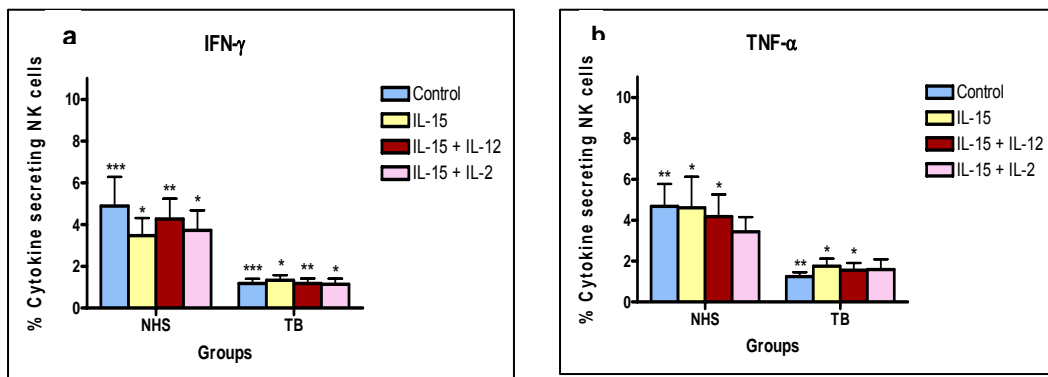 a
IFN-γ
% Cytokine secreting NK cells
10
8
6
4
2
0
***
*
**
*
***
*
**
*
NHS
TB
Groups
Control
IL-15
IL-15 + IL-12
IL-15 + IL-2
b
TNF-α
% Cytokine secreting NK cells
10
8
6
4
2
0
**
*
*
**
*
*
NHS
TB
Groups
Control
IL-15
IL-15 + IL-12
IL-15 + IL-2